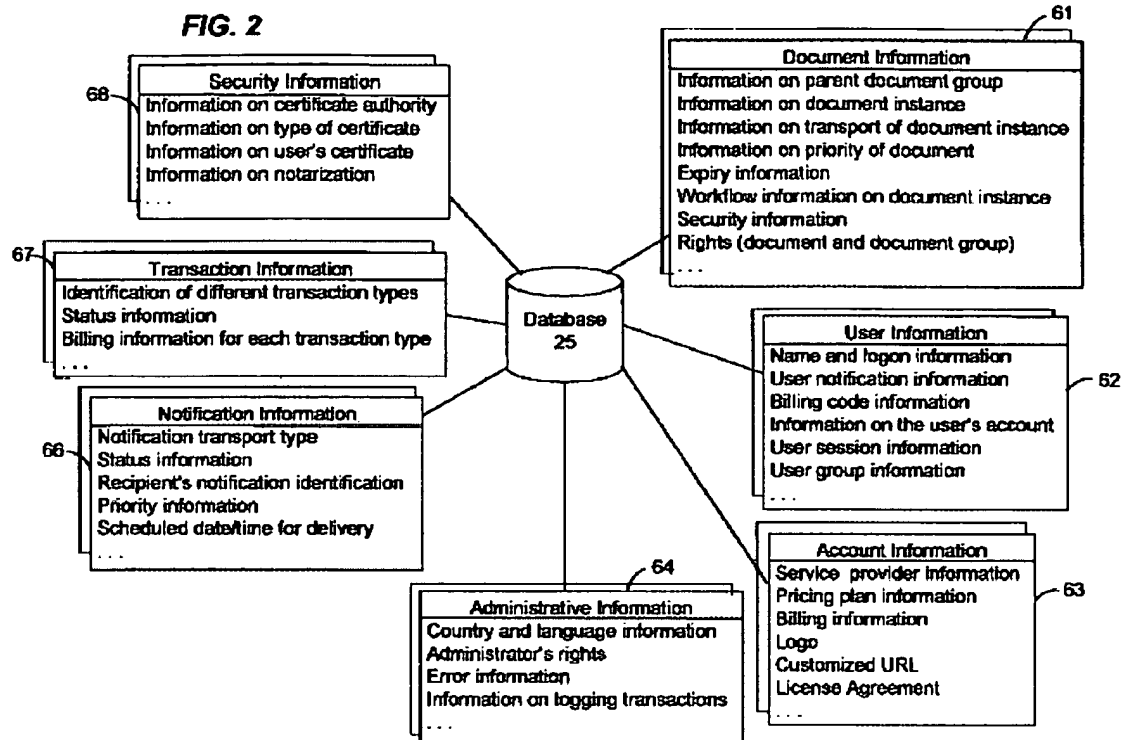 FIG. 2
61
Document Information
Information on parent document group
Information on document instance
Information on transport of document instance
Information on priority of document
Expiry information
Workflow information on document instance
Security information
Rights (document and document group)
. . .
68
Security Information
Information on certificate authority
Information on type of certificate
Information on user's certificate
Information on notarization
. . .
67
Transaction Information
Identification of different transaction types
Status information
Billing information for each transaction type
. . .
Database
25
User Information
Name and logon information
User notification information
Billing code information
Information on the user's account
User session information
User group information
. . .
62
66
Notification Information
Notification transport type
Status information
Recipient's notification identification
Priority information
Scheduled date/time for delivery
. . .
64
Administrative Information
Country and language information
Administrator's rights
Error information
Information on logging transactions
. . .
Account Information
Service provider Information
Pricing plan information
Billing information
Logo
Customized URL
License Agreement
. . .
63